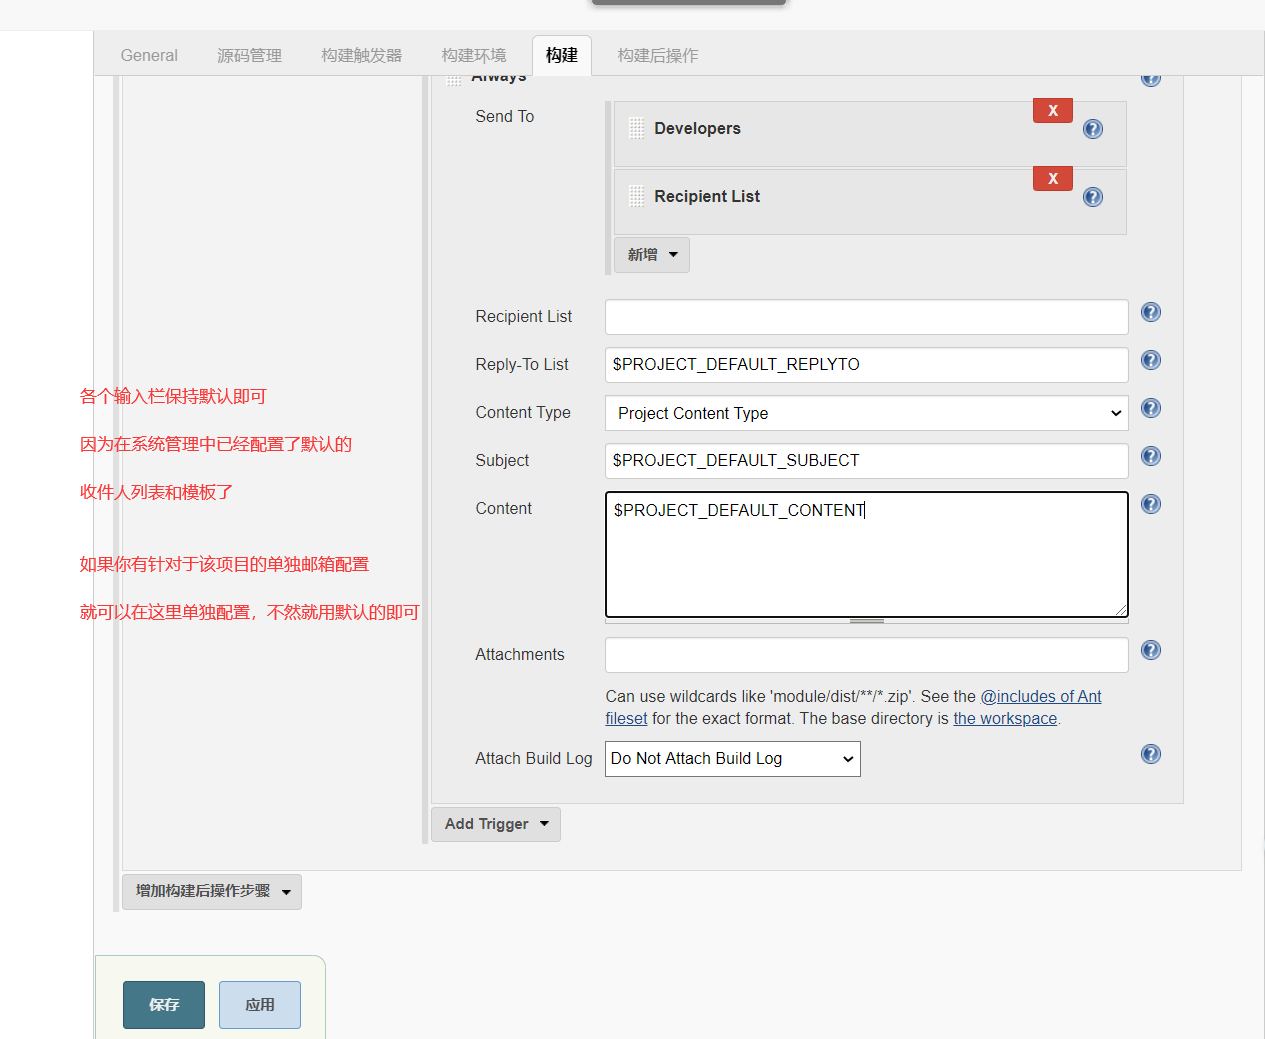 General 源码管理 构建触发器 构建环境 构建 构建后操作
Always
Send To
Developers
X
Recipient List
X
新增
Recipient List
Reply-To List $PROJECT_DEFAULT_REPLYTO
各个输入栏保持默认即可
Content Type Project Content Type
因为在系统管理中已经配置了默认的
Subject $PROJECT_DEFAULT_SUBJECT
收件人列表和模板了
Content $PROJECT_DEFAULT_CONTENT
如果你有针对于该项目的单独邮箱配置
就可以在这里单独配置，不然就用默认的即可
Attachments
Can use wildcards like 'module/dist/**/*.zip'. See the @includes of Ant
fileset for the exact format. The base directory is the workspace.
Attach Build Log Do Not Attach Build Log
Add Trigger
增加构建后操作步骤
保存 应用